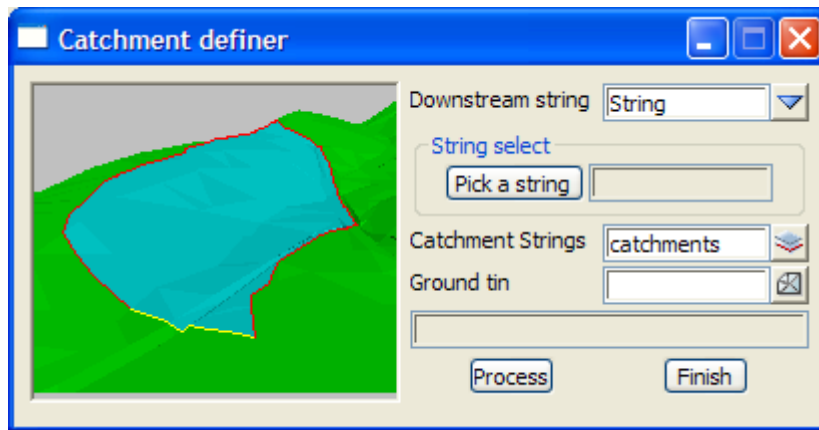 Catchment definer
Downstream string String
String select
Pick a string
Catchment Strings catchments
Ground tin
Process Finish